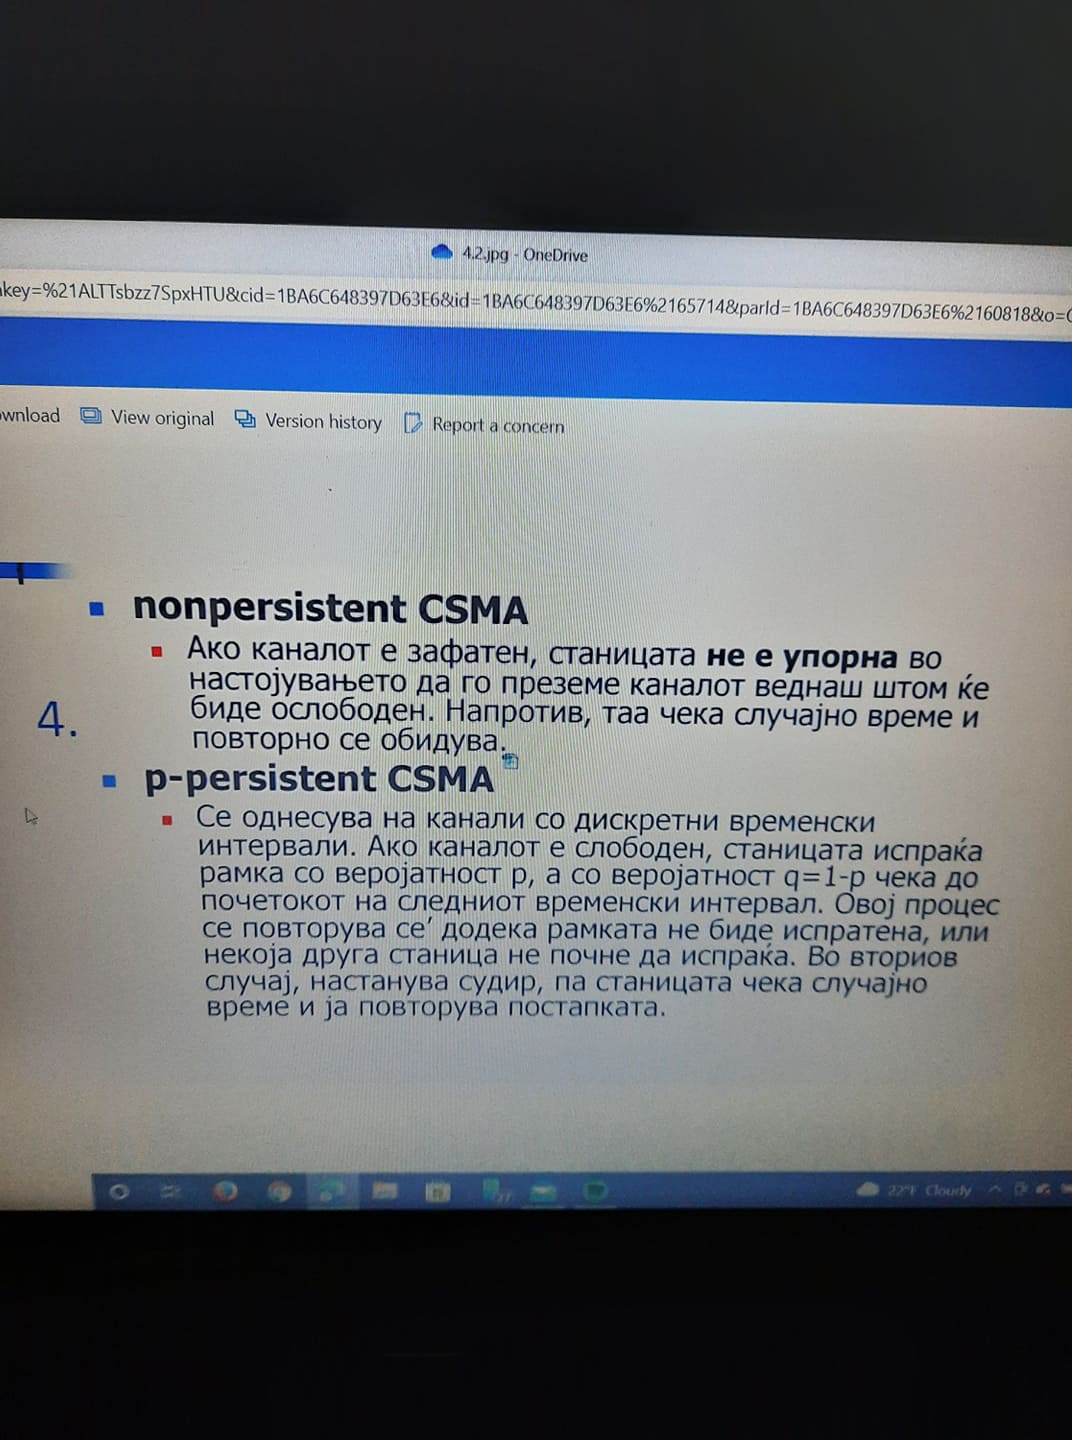 4.2.jpg - OneDrive
key=%21ALTTsbzz7SpxHTU&cid=1BA6C648397D63E6&id=1BA6C648397D63E6%2165714&parId=1BA6C648397D63E6%2160818&o=
wnload View original Version history Report a concern
nonpersistent CSMA
Ако каналот е зафатен, станицата не е упорна во
настојувањето да го преземе каналот веднаш штом ќе
биде ослободен. Напротив, таа чека случајно време и
повторно се обидува.
4.
p-persistent CSMA
Се однесува на канали со дискретни временски
интервали. Ако каналот е слободен, станицата испраќа
рамка со веројатност p, а со веројатност q=1-p чека до
почетокот на следниот временски интервал. Овој процес
се повторува се' додека рамката не биде испратена, или
некоја друга станица не почне да испраќа. Во вториов
случај, настанува судир, па станицата чека случајно
време и ја повторува постапката.
22°F Cloudy